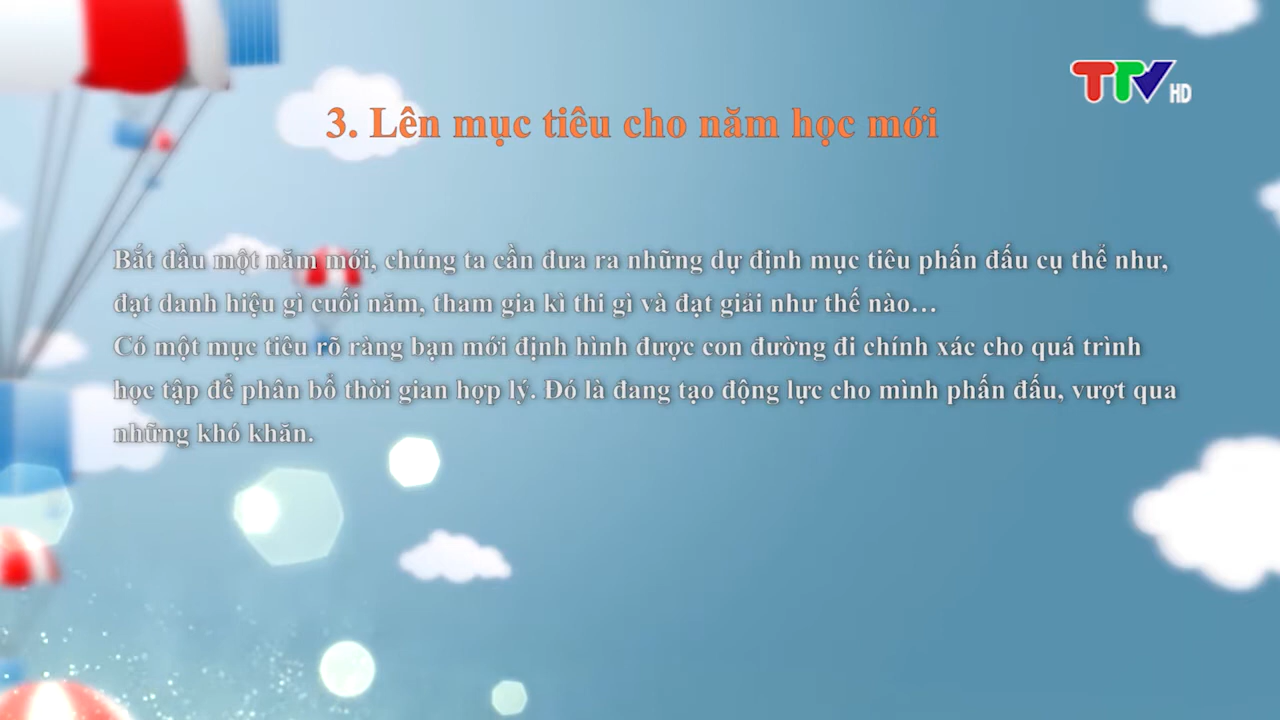 TTV HD
3. Lên mục tiêu cho năm học mới
Bắt đầu một năm mới, chúng ta cần đưa ra những dự định mục tiêu phấn đấu cụ thể như,
đạt danh hiệu gì cuối năm, tham gia kì thi gì và đạt giải như thế nào…
Có một mục tiêu rõ ràng bạn mới định hình được con đường đi chính xác cho quá trình
học tập để phân bổ thời gian hợp lý. Đó là đang tạo động lực cho mình phấn đấu, vượt qua
những khó khăn.